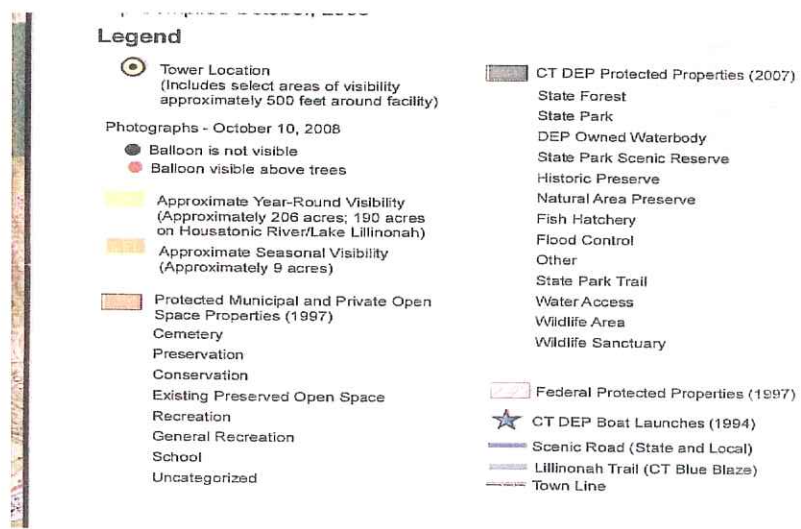 Legend
Tower Location
(Includes select areas of visibility
approximately 500 feet around facility)
Photographs - October 10, 2008
Balloon is not visible
Balloon visible above trees
Approximate Year-Round Visibility
(Approximately 206 acres; 190 acres
on Housatonic River/Lake Lillinonah)
Approximate Seasonal Visibility
(Approximately 9 acres)
Protected Municipal and Private Open
Space Properties (1997)
Cemetery
Preservation
Conservation
Existing Preserved Open Space
Recreation
General Recreation
School
Uncategorized
CT DEP Protected Properties (2007)
State Forest
State Park
DEP Owned Waterbody
State Park Scenic Reserve
Historic Preserve
Natural Area Preserve
Fish Hatchery
Flood Control
Other
State Park Trail
Water Access
Wildlife Area
Wildlife Sanctuary
Federal Protected Properties (1997)
CT DEP Boat Launches (1994)
Scenic Road (State and Local)
Lillinonah Trail (CT Blue Blaze)
Town Line